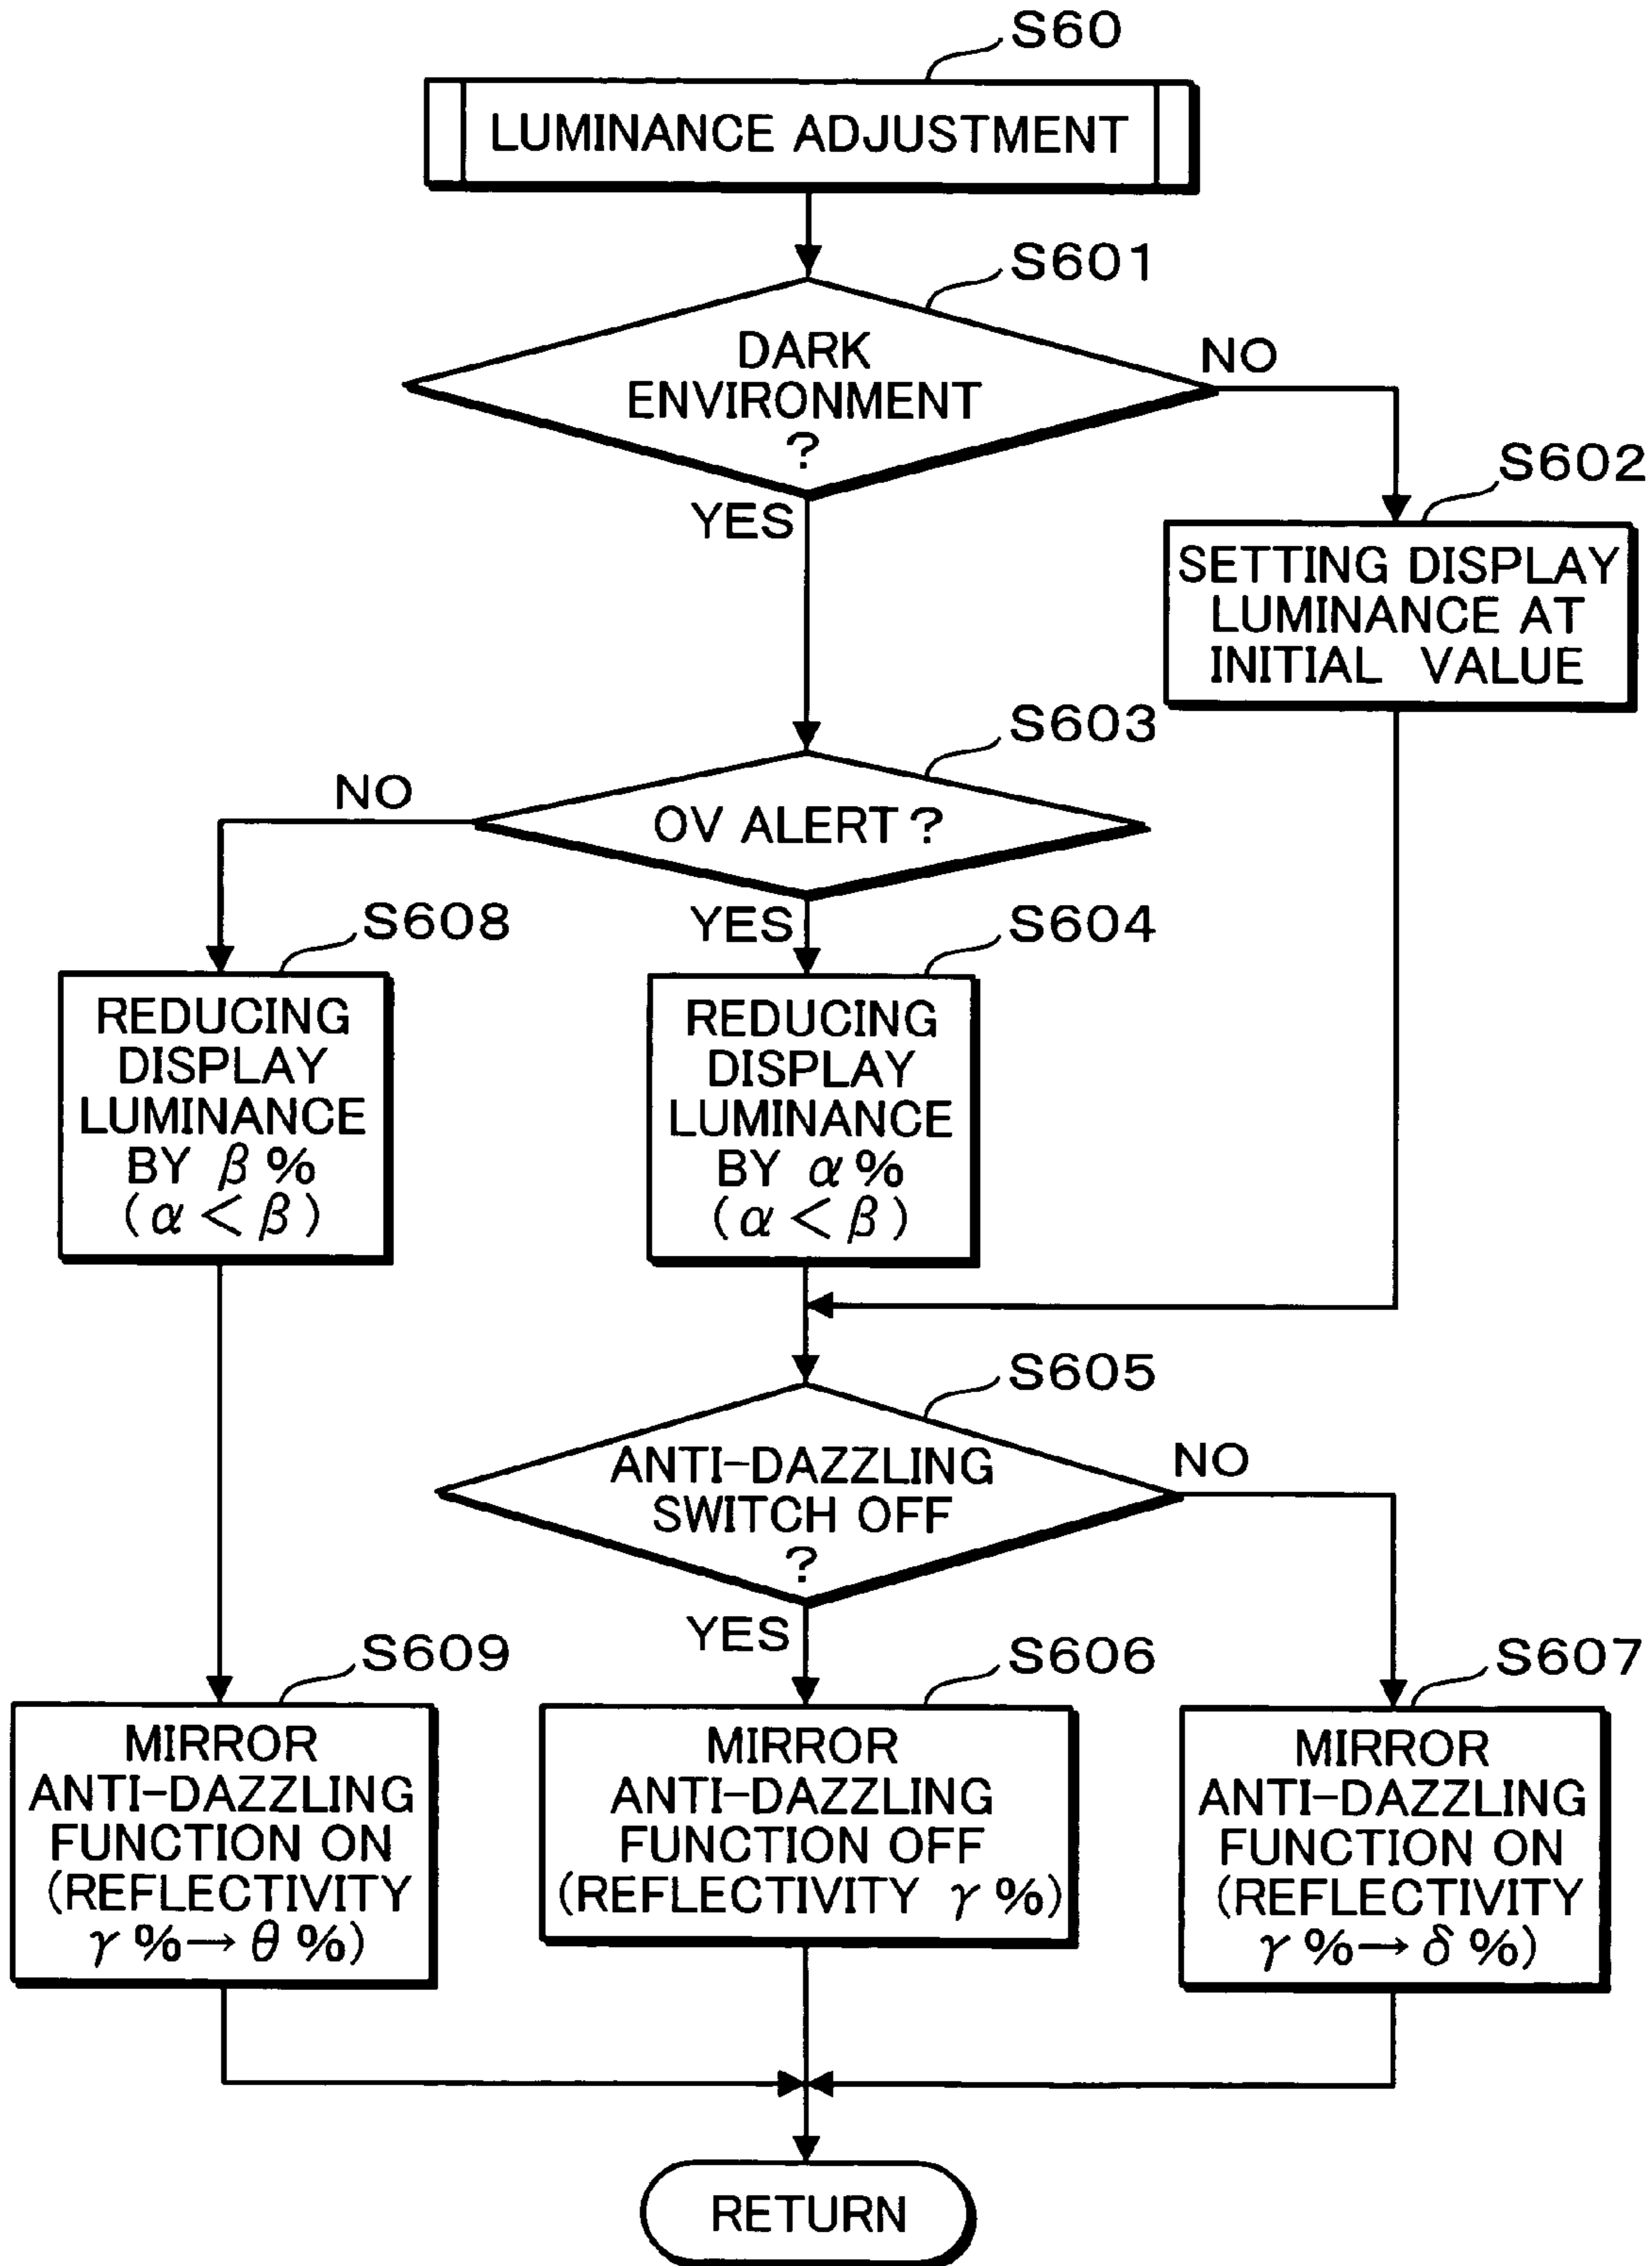 S60
LUMINANCE ADJUSTMENT
S601
DARK
ENVIRONMENT
?
NO
YES
S602
SETTING DISPLAY
LUMINANCE AT
INITIAL VALUE
S603
OV ALERT ?
NO
YES
S608
REDUCING
DISPLAY
LUMINANCE
BY β %
(α < β)
S604
REDUCING
DISPLAY
LUMINANCE
BY α %
(α < β)
S605
ANTI-DAZZLING
SWITCH OFF
?
NO
YES
S609
MIRROR
ANTI-DAZZLING
FUNCTION ON
(REFLECTIVITY
γ %→ θ %)
S606
MIRROR
ANTI-DAZZLING
FUNCTION OFF
(REFLECTIVITY γ %)
S607
MIRROR
ANTI-DAZZLING
FUNCTION ON
(REFLECTIVITY
γ %→ δ %)
RETURN